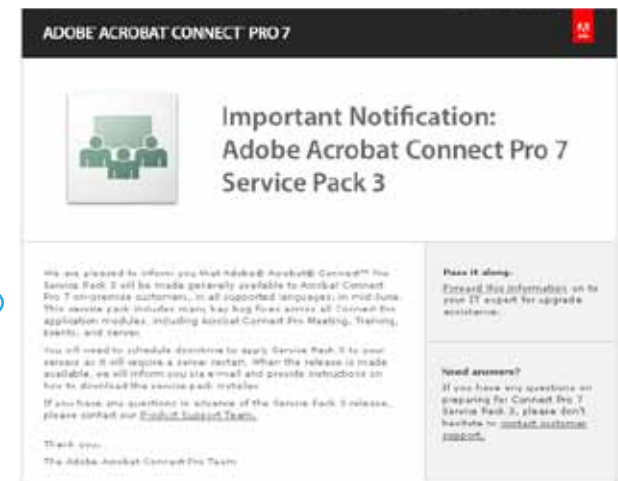 ADOBE® ACROBAT® CONNECT™ PRO 7
Important Notification:
Adobe Acrobat Connect Pro 7
Service Pack 3
We are pleased to inform you that Adobe® Acrobat® Connect™ Pro
Service Pack 3 will be made generally available to Acrobat Connect
Pro 7 on-premise customers, in all supported languages, in mid-June.
This service pack includes many key bug fixes across all Connect Pro
application modules, including Acrobat Connect Pro Meeting, Training,
Events, and server.
You will need to schedule downtime to apply Service Pack 3 to your
servers as it will require a server restart. When the release is made
available, we will inform you via e-mail and provide instructions on
how to download the service pack installer.
If you have any questions in advance of the Service Pack 3 release,
please contact our Product Support Team.
Thank you,
The Adobe Acrobat Connect Pro Team
Pass it along.
Forward this information on to
your IT expert for upgrade
assistance.
Need answers?
If you have any questions on
preparing for Connect Pro 7
Service Pack 3, please don't
hesitate to contact customer
support.